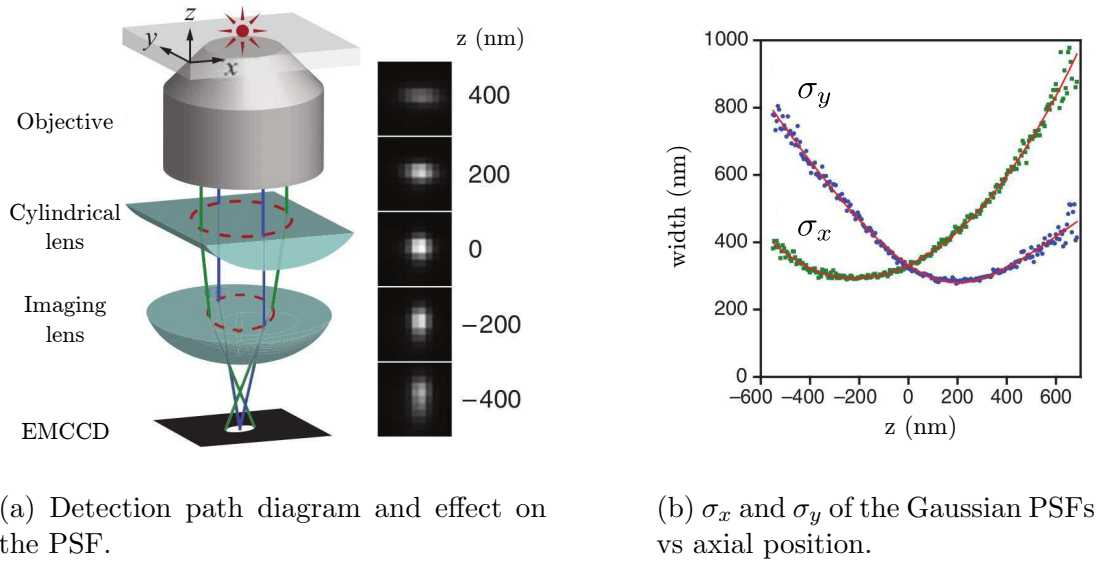 z
y
x
z (nm)
400
200
0
−200
−400
Objective
Cylindrical
lens
Imaging
lens
EMCCD
1000
800
600
400
200
0
width (nm)
σy
σx
−600 −400 −200 0 200 400 600
z (nm)
(a) Detection path diagram and effect on
the PSF.
(b) σx and σy of the Gaussian PSFs
vs axial position.